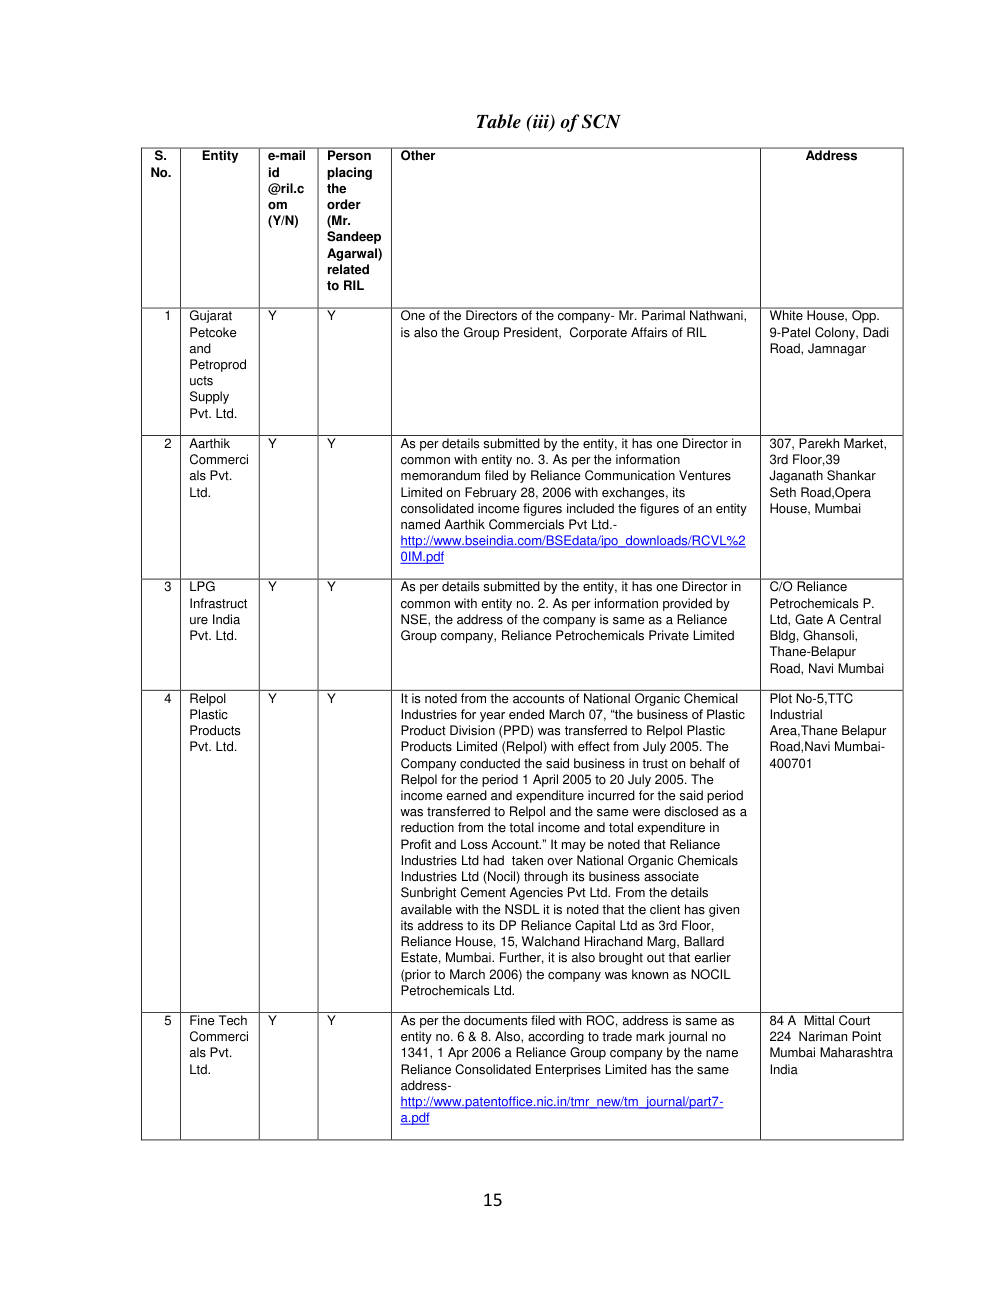 Table (iii) of SCN
S.
No.
Entity
e-mail
id
@ril.c
om
(Y/N)
Person
placing
the
order
(Mr.
Sandeep
Agarwal)
related
to RIL
Other
Address
1
Gujarat
Petcoke
and
Petroprod
ucts
Supply
Pvt. Ltd.
Y
Y
One of the Directors of the company- Mr. Parimal Nathwani,
is also the Group President,  Corporate Affairs of RIL
White House, Opp.
9-Patel Colony, Dadi
Road, Jamnagar
2
Aarthik
Commerci
als Pvt.
Ltd.
Y
Y
As per details submitted by the entity, it has one Director in
common with entity no. 3. As per the information
memorandum filed by Reliance Communication Ventures
Limited on February 28, 2006 with exchanges, its
consolidated income figures included the figures of an entity
named Aarthik Commercials Pvt Ltd.-
http://www.bseindia.com/BSEdata/ipo_downloads/RCVL%2
0IM.pdf
307, Parekh Market,
3rd Floor,39
Jaganath Shankar
Seth Road,Opera
House, Mumbai
3
LPG
Infrastruct
ure India
Pvt. Ltd.
Y
Y
As per details submitted by the entity, it has one Director in
common with entity no. 2. As per information provided by
NSE, the address of the company is same as a Reliance
Group company, Reliance Petrochemicals Private Limited
C/O Reliance
Petrochemicals P.
Ltd, Gate A Central
Bldg, Ghansoli,
Thane-Belapur
Road, Navi Mumbai
4
Relpol
Plastic
Products
Pvt. Ltd.
Y
Y
It is noted from the accounts of National Organic Chemical
Industries for year ended March 07, “the business of Plastic
Product Division (PPD) was transferred to Relpol Plastic
Products Limited (Relpol) with effect from July 2005. The
Company conducted the said business in trust on behalf of
Relpol for the period 1 April 2005 to 20 July 2005. The
income earned and expenditure incurred for the said period
was transferred to Relpol and the same were disclosed as a
reduction from the total income and total expenditure in
Profit and Loss Account.” It may be noted that Reliance
Industries Ltd had  taken over National Organic Chemicals
Industries Ltd (Nocil) through its business associate
Sunbright Cement Agencies Pvt Ltd. From the details
available with the NSDL it is noted that the client has given
its address to its DP Reliance Capital Ltd as 3rd Floor,
Reliance House, 15, Walchand Hirachand Marg, Ballard
Estate, Mumbai. Further, it is also brought out that earlier
(prior to March 2006) the company was known as NOCIL
Petrochemicals Ltd.
Plot No-5,TTC
Industrial
Area,Thane Belapur
Road,Navi Mumbai-
400701
5
Fine Tech
Commerci
als Pvt.
Ltd.
Y
Y
As per the documents filed with ROC, address is same as
entity no. 6 & 8. Also, according to trade mark journal no
1341, 1 Apr 2006 a Reliance Group company by the name
Reliance Consolidated Enterprises Limited has the same
address-
http://www.patentoffice.nic.in/tmr_new/tm_journal/part7-
a.pdf
84 A  Mittal Court
224  Nariman Point
Mumbai Maharashtra
India
15